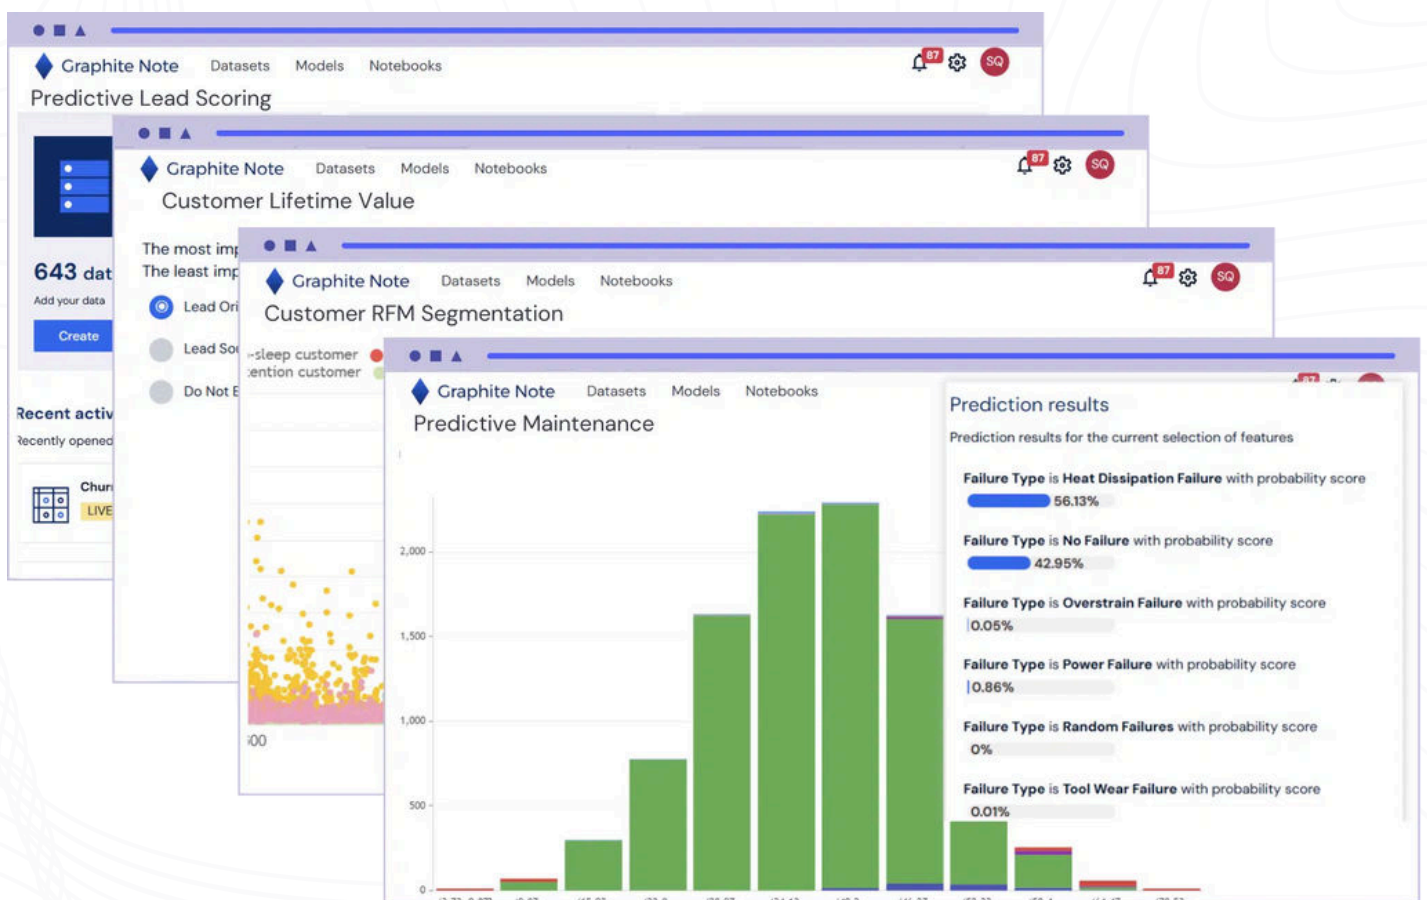 Graphite Note Datasets Models Notebooks 87 SQ
Predictive Lead Scoring
643 dat
Add your data
Create
Recent activ
Recently opened
Churn
LIVE
Graphite Note Datasets Models Notebooks 87 SQ
Customer Lifetime Value
The most imp
The least imp
Lead Ori
Lead Sou
Do Not E
Graphite Note Datasets Models Notebooks 87 SQ
Customer RFM Segmentation
-sleep customer
tention customer
Graphite Note Datasets Models Notebooks
Predictive Maintenance
2,000
1,500
1,000
500
0
Prediction results
Prediction results for the current selection of features
Failure Type is Heat Dissipation Failure with probability score
56.13%
Failure Type is No Failure with probability score
42.95%
Failure Type is Overstrain Failure with probability score
0.05%
Failure Type is Power Failure with probability score
0.86%
Failure Type is Random Failures with probability score
0%
Failure Type is Tool Wear Failure with probability score
0.01%